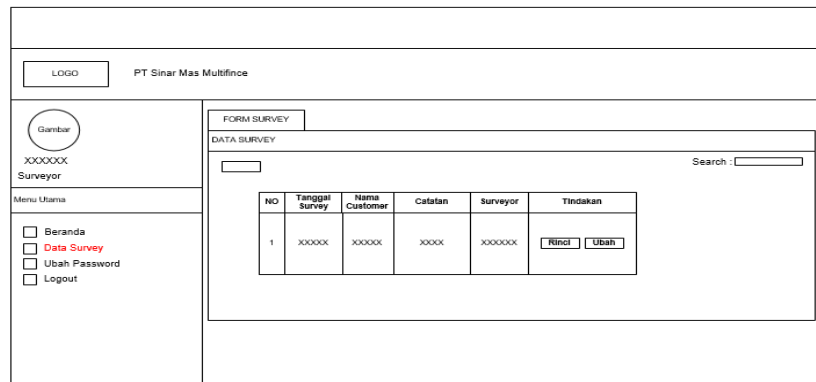 LOGO PT Sinar Mas Multifince
Gambar
XXXXXX
Surveyor
Menu Utama
Beranda
Data Survey
Ubah Password
Logout
FORM SURVEY
DATA SURVEY
Search :
NO Tanggal Survey Nama Customer Catatan Surveyor Tindakan
1 XXXXX XXXXX XXXX XXXXXX Rinci Ubah